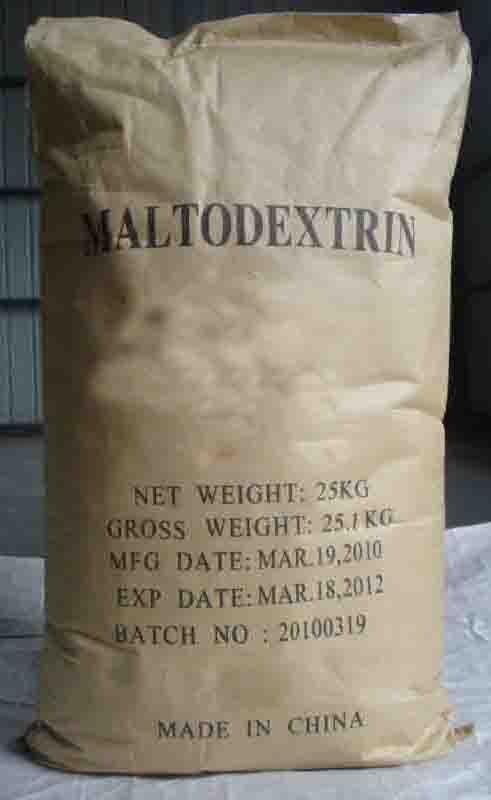 MALTODEXTRIN
NET WEIGHT: 25KG
GROSS WEIGHT: 25.1KG
MFG DATE: MAR.19,2010
EXP DATE: MAR.18,2012
BATCH NO : 20100319
MADE IN CHINA